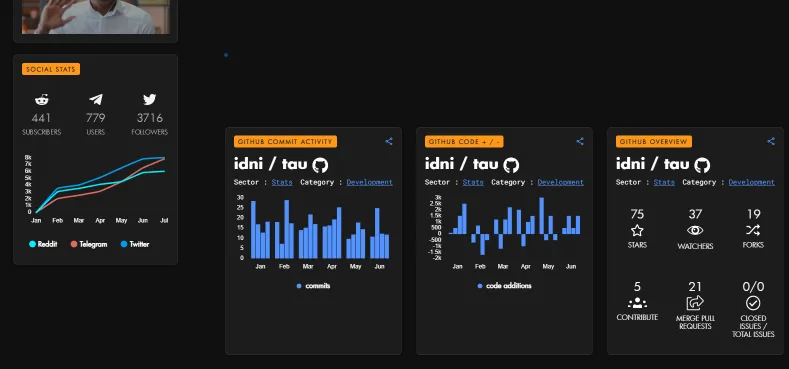 SOCIAL STATS
441 779 3716
SUBSCRIBERS USERS FOLLOWERS
8k
7k
6k
5k
4k
3k
2k
1k
0
Jan Feb Mar Apr May Jun Jul
Reddit Telegram Twitter
GITHUB COMMIT ACTIVITY
idni / tau
Sector : Stats Category : Development
30
25
20
15
10
5
0
Jan Feb Mar Apr May Jun
commits
GITHUB CODE + / -
idni / tau
Sector : Stats Category : Development
3k
2.5k
2k
1.5k
1k
500
0
-500
-1k
-1.5k
-2k
Jan Feb Mar Apr May Jun
code additions
GITHUB OVERVIEW
idni / tau
Sector : Stats Category : Development
75 37 19
STARS WATCHERS FORKS
5 21 0/0
CONTRIBUTE MERGE PULL REQUESTS CLOSED ISSUES / TOTAL ISSUES